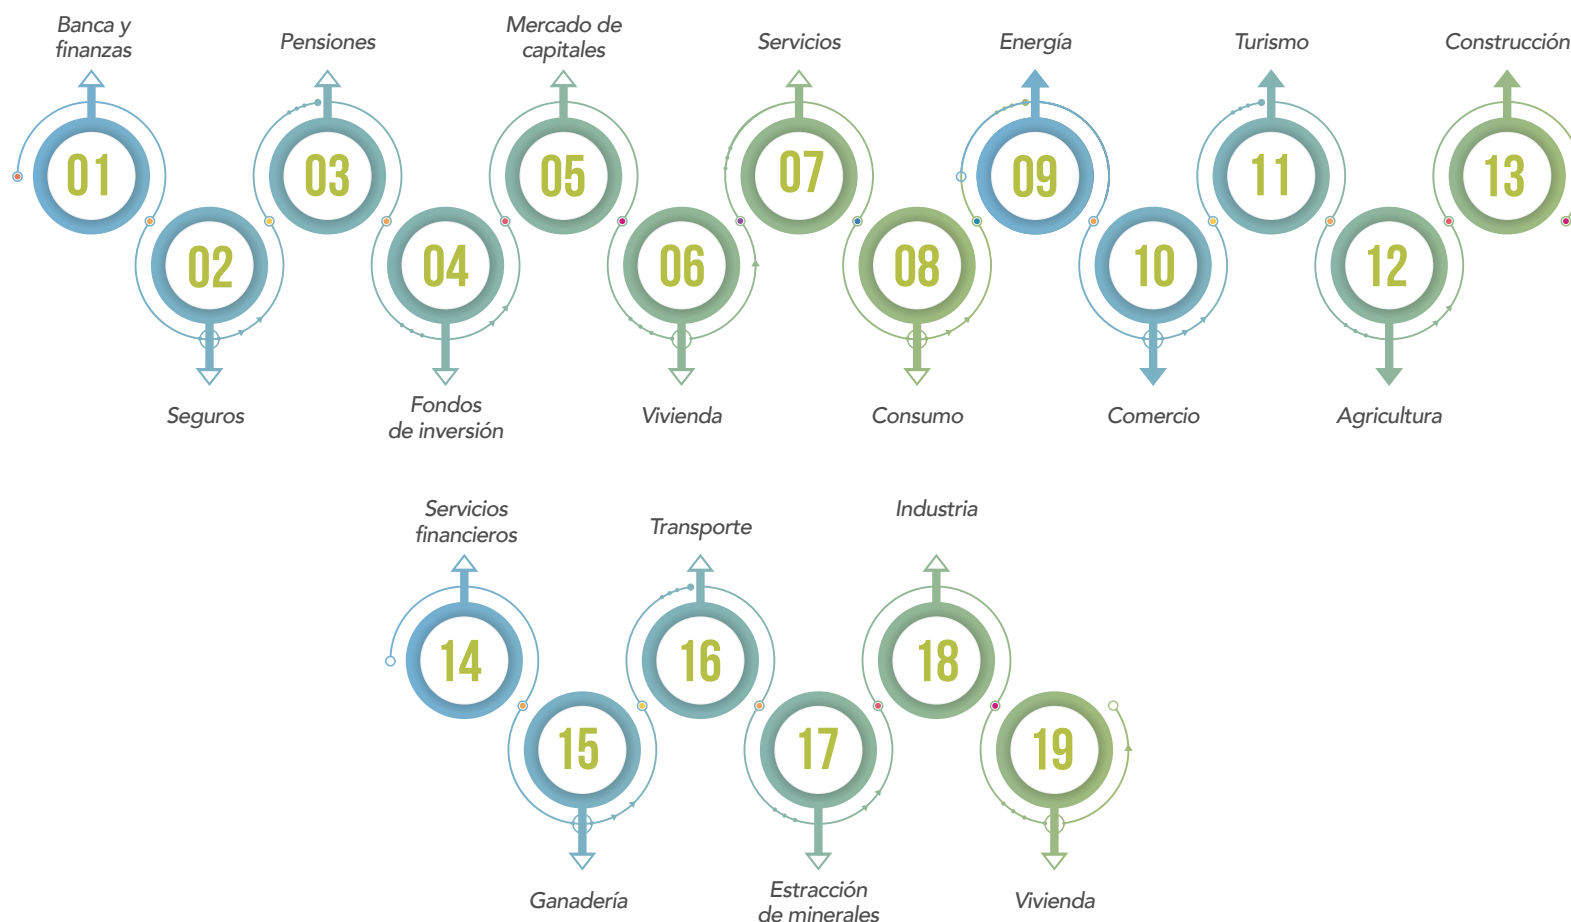 Banca y
finanzas
Pensiones
Mercado de
capitales
Servicios
Energía
Turismo
Construcción
01
03
05
07
09
11
13
02
04
06
08
10
12
Seguros
Fondos
de inversión
Vivienda
Consumo
Comercio
Agricultura
Servicios
financieros
Transporte
Industria
14
16
18
15
17
19
Ganadería
Estracción
de minerales
Vivienda